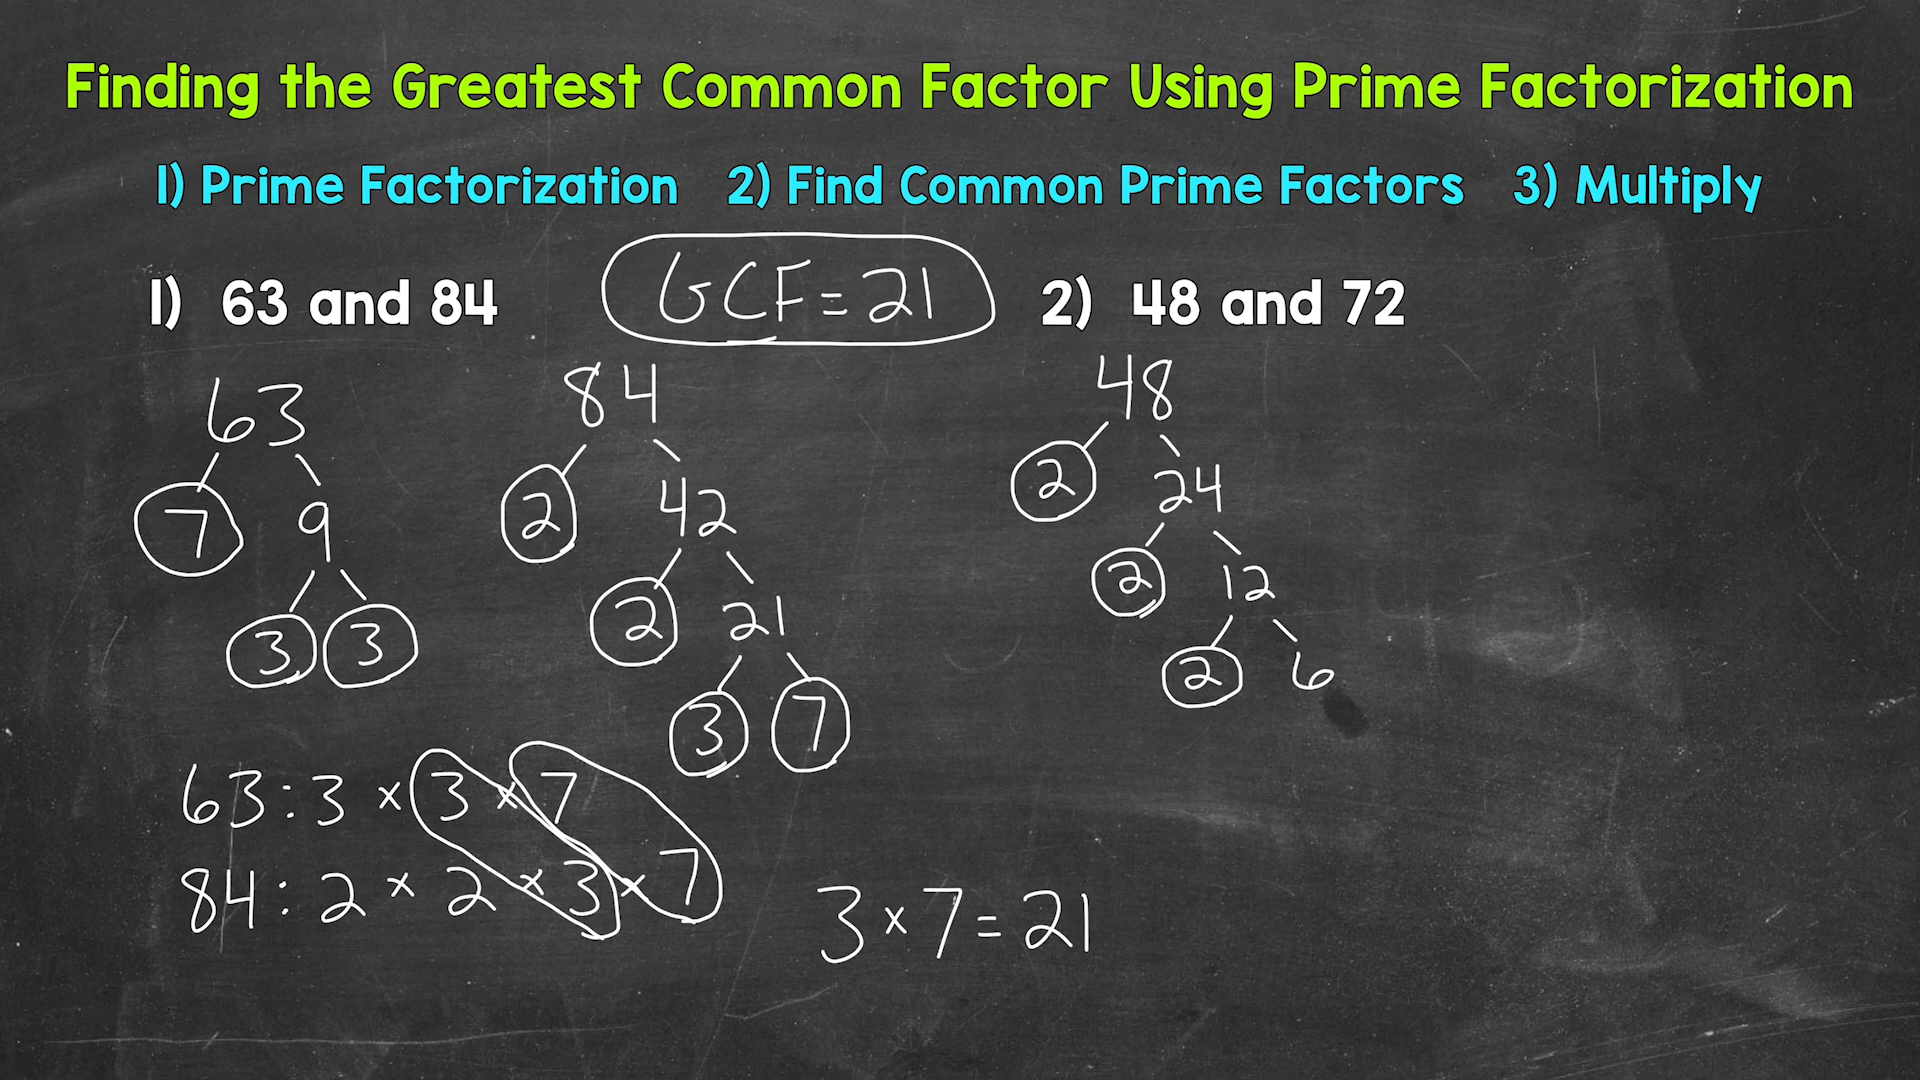 Finding the Greatest Common Factor Using Prime Factorization
1) Prime Factorization 2) Find Common Prime Factors 3) Multiply
1) 63 and 84
GCF = 21
63
7 9
3 3
84
2 42
2 21
3 7
63: 3 × 3 × 7
84: 2 × 2 × 3 × 7
3 × 7 = 21
2) 48 and 72
48
2 24
2 12
2 6